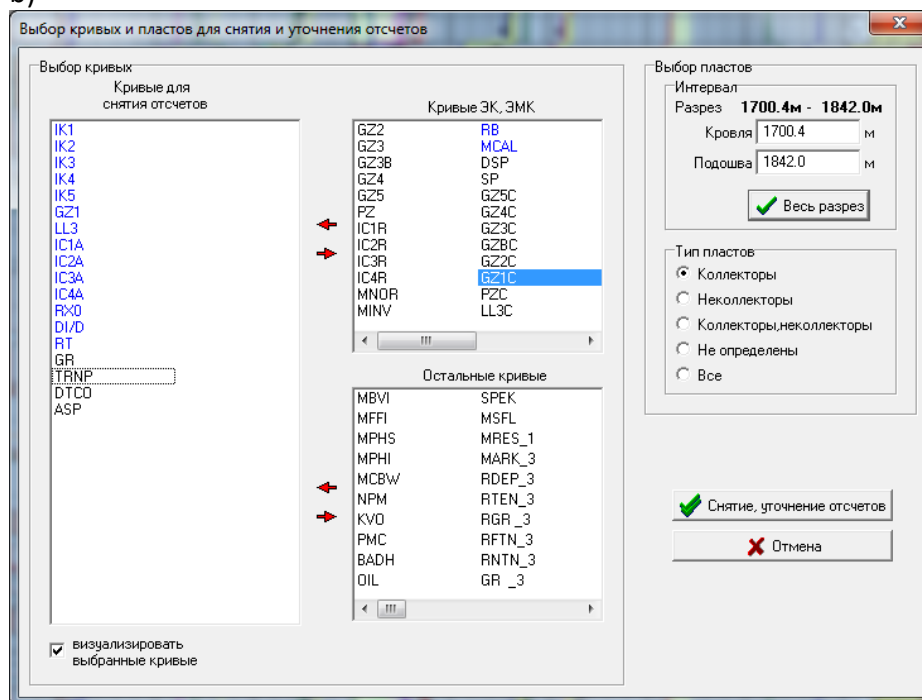 b)
Выбор кривых и пластов для снятия и уточнения отсчетов
Выбор кривых
Кривые для
снятия отсчетов
IK1
IK2
IK3
IK4
IK5
GZ1
LL3
IC1A
IC2A
IC3A
IC4A
RX0
DI/D
RT
GR
TRNP
DTCO
ASP
визуализировать
выбранные кривые
Кривые ЭК, ЭМК
GZ2 RB
GZ3 MCAL
GZ3B DSP
GZ4 SP
GZ5 GZ5C
PZ GZ4C
IC1R GZ3C
IC2R GZBC
IC3R GZ2C
IC4R GZ1C
MNOR PZC
MINV LL3C
Остальные кривые
MBVI SPEK
MFFI MSFL
MPHS MRES_1
MPHI MARK_3
MCBW RDEP_3
NPM RTEN_3
KVO RGR _3
PMC RFTN_3
BADH RNTN_3
OIL GR _3
Выбор пластов
Интервал
Разрез 1700.4м - 1842.0м
Кровля 1700.4 м
Подошва 1842.0 м
Весь разрез
Тип пластов
Коллекторы
Неколлекторы
Коллекторы,неколлекторы
Не определены
Все
Снятие, уточнение отсчетов
Отмена